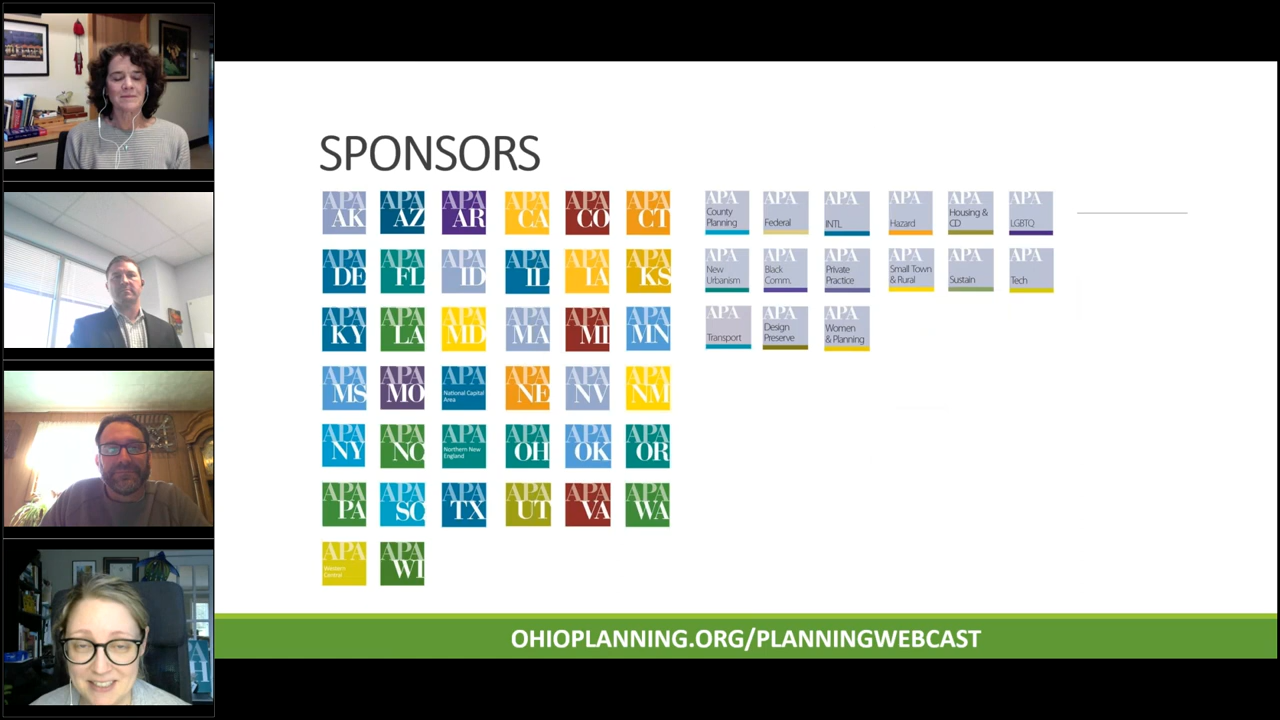 SPONSORS
APA AK
APA AZ
APA AR
APA CA
APA CO
APA CT
APA County Planning
APA Federal
APA INTL
APA Hazard
APA Housing & CD
APA LGBTQ
APA DE
APA FL
APA ID
APA IL
APA IA
APA KS
APA New Urbanism
APA Black Comm.
APA Private Practice
APA Small Town & Rural
APA Sustain
APA Tech
APA KY
APA LA
APA MD
APA MA
APA MI
APA MN
APA Transport
APA Design Preserve
APA Women & Planning
APA MS
APA MO
APA National Capital Area
APA NE
APA NV
APA NM
APA NY
APA NC
APA Northern New England
APA OH
APA OK
APA OR
APA PA
APA SC
APA TX
APA UT
APA VA
APA WA
APA Western Central
APA WI
OHIOPLANNING.ORG/PLANNINGWEBCAST